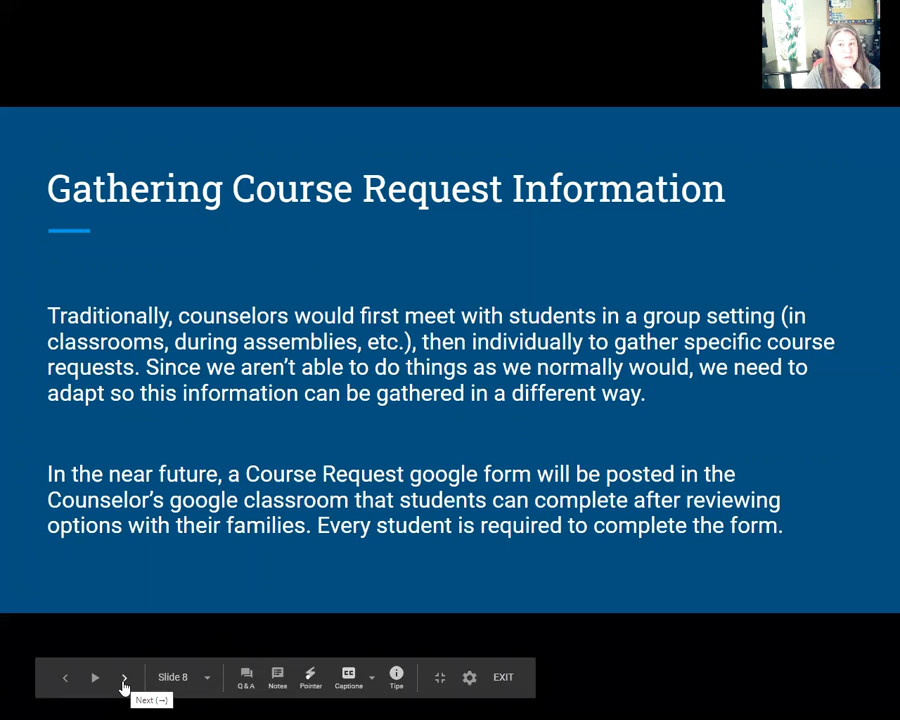 Gathering Course Request Information
Traditionally, counselors would first meet with students in a group setting (in
classrooms, during assemblies, etc.), then individually to gather specific course
requests. Since we aren't able to do things as we normally would, we need to
adapt so this information can be gathered in a different way.
In the near future, a Course Request google form will be posted in the
Counselor's google classroom that students can complete after reviewing
options with their families. Every student is required to complete the form.
Slide 8
Q & A
Notes
Pointer
Captions
Tips
EXIT
Next (→)